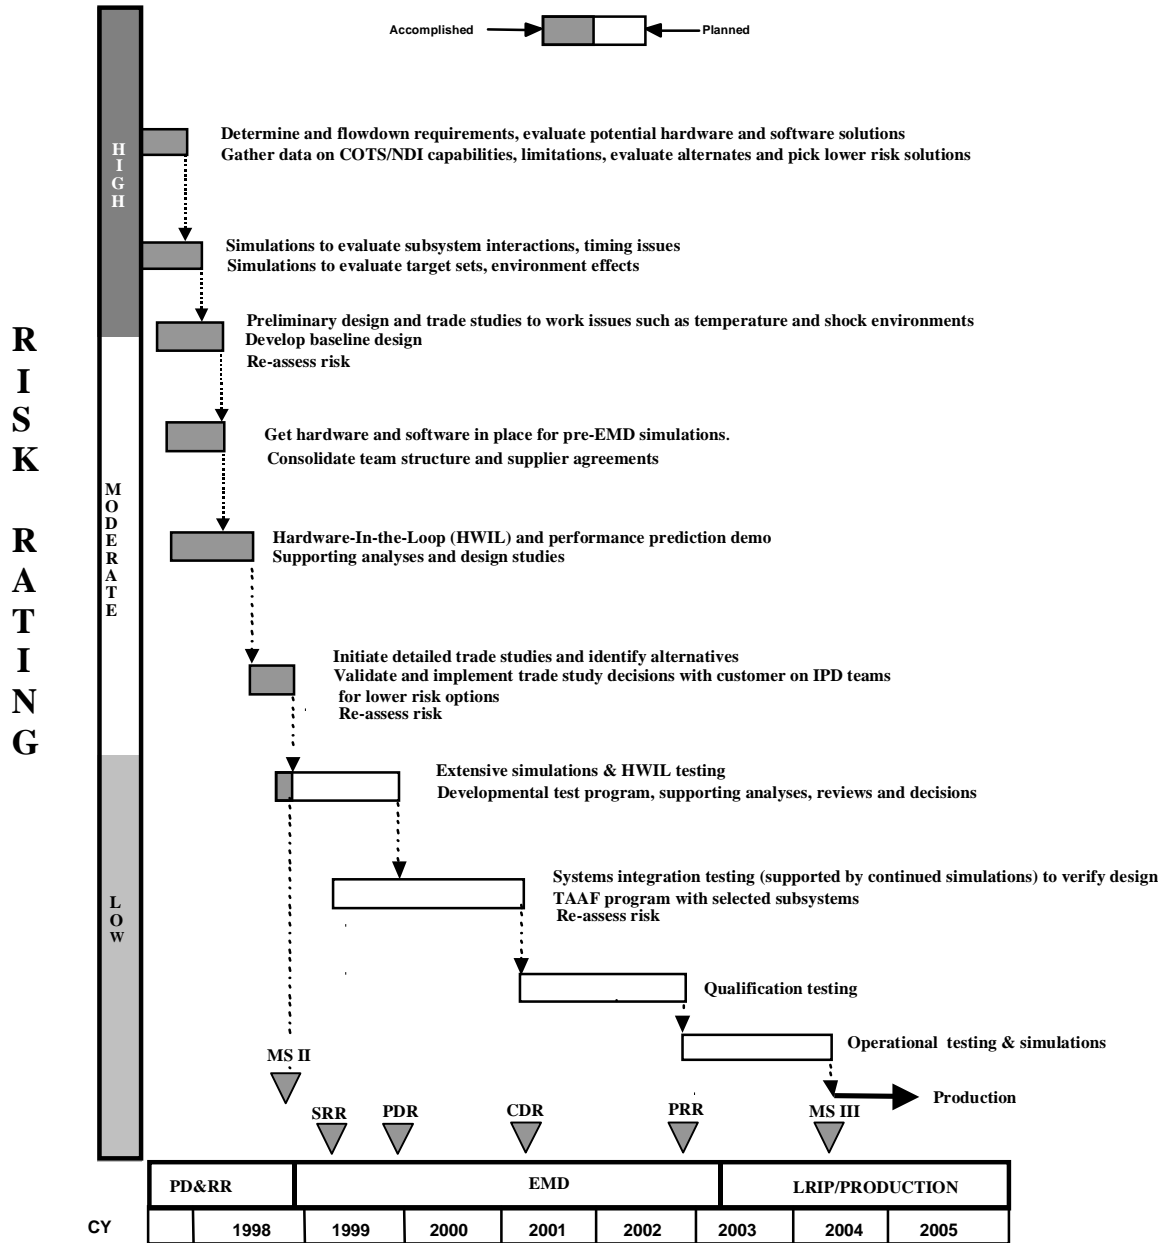 Accomplished
Planned
RISK RATING
HIGH
Determine and flowdown requirements, evaluate potential hardware and software solutions
Gather data on COTS/NDI capabilities, limitations, evaluate alternates and pick lower risk solutions
Simulations to evaluate subsystem interactions, timing issues
Simulations to evaluate target sets, environment effects
Preliminary design and trade studies to work issues such as temperature and shock environments
Develop baseline design
Re-assess risk
MODERATE
Get hardware and software in place for pre-EMD simulations.
Consolidate team structure and supplier agreements
Hardware-In-the-Loop (HWIL) and performance prediction demo
Supporting analyses and design studies
Initiate detailed trade studies and identify alternatives
Validate and implement trade study decisions with customer on IPD teams
for lower risk options
Re-assess risk
LOW
Extensive simulations & HWIL testing
Developmental test program, supporting analyses, reviews and decisions
Systems integration testing (supported by continued simulations) to verify design
TAAF program with selected subsystems
Re-assess risk
Qualification testing
Operational testing & simulations
Production
MS II
SRR
PDR
CDR
PRR
MS III
PD&RR
EMD
LRIP/PRODUCTION
CY
1998
1999
2000
2001
2002
2003
2004
2005